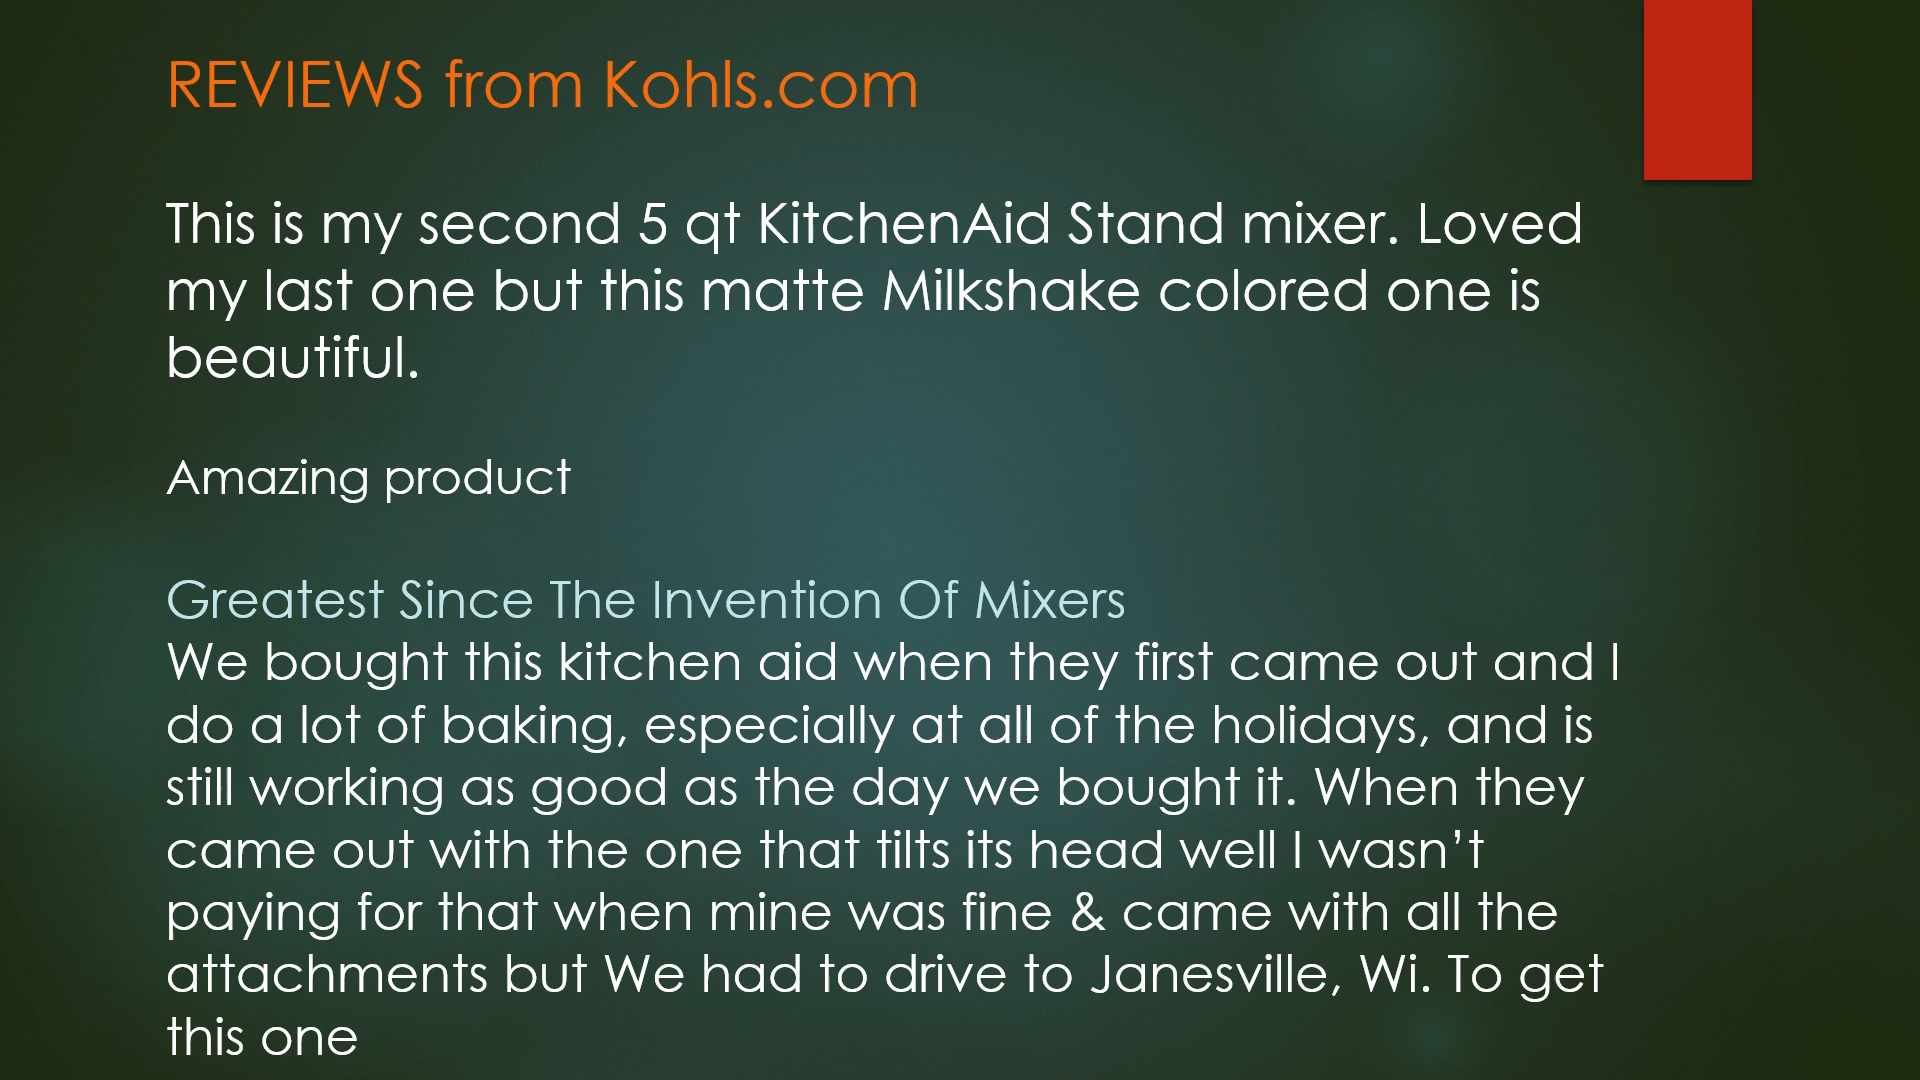 REVIEWS from Kohls.com
This is my second 5 qt KitchenAid Stand mixer. Loved
my last one but this matte Milkshake colored one is
beautiful.
Amazing product
Greatest Since The Invention Of Mixers
We bought this kitchen aid when they first came out and I
do a lot of baking, especially at all of the holidays, and is
still working as good as the day we bought it. When they
came out with the one that tilts its head well I wasn’t
paying for that when mine was fine & came with all the
attachments but We had to drive to Janesville, Wi. To get
this one